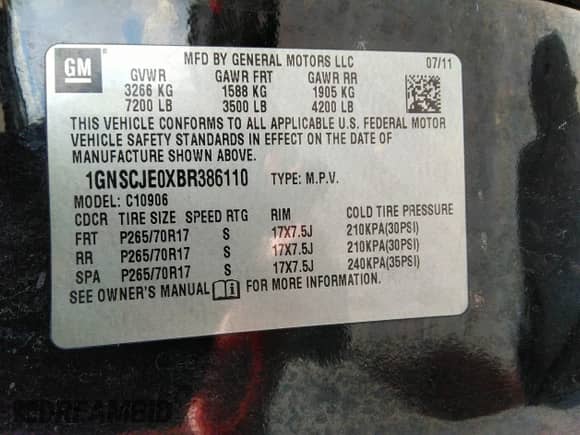 GM
MFD BY GENERAL MOTORS LLC 07/11
GVWR GAWR FRT GAWR RR
3266 KG 1588 KG 1905 KG
7200 LB 3500 LB 4200 LB
THIS VEHICLE CONFORMS TO ALL APPLICABLE U.S. FEDERAL MOTOR
VEHICLE SAFETY STANDARDS IN EFFECT ON THE DATE OF
MANUFACTURE SHOWN ABOVE.
1GNSCJE0XBR386110 TYPE: M.P.V.
MODEL: C10906
CDCR TIRE SIZE SPEED RTG RIM COLD TIRE PRESSURE
FRT P265/70R17 S 17X7.5J 210KPA(30PSI)
RR P265/70R17 S 17X7.5J 210KPA(30PSI)
SPA P265/70R17 S 17X7.5J 240KPA(35PSI)
SEE OWNER'S MANUAL FOR MORE INFORMATION.
DREAMBID